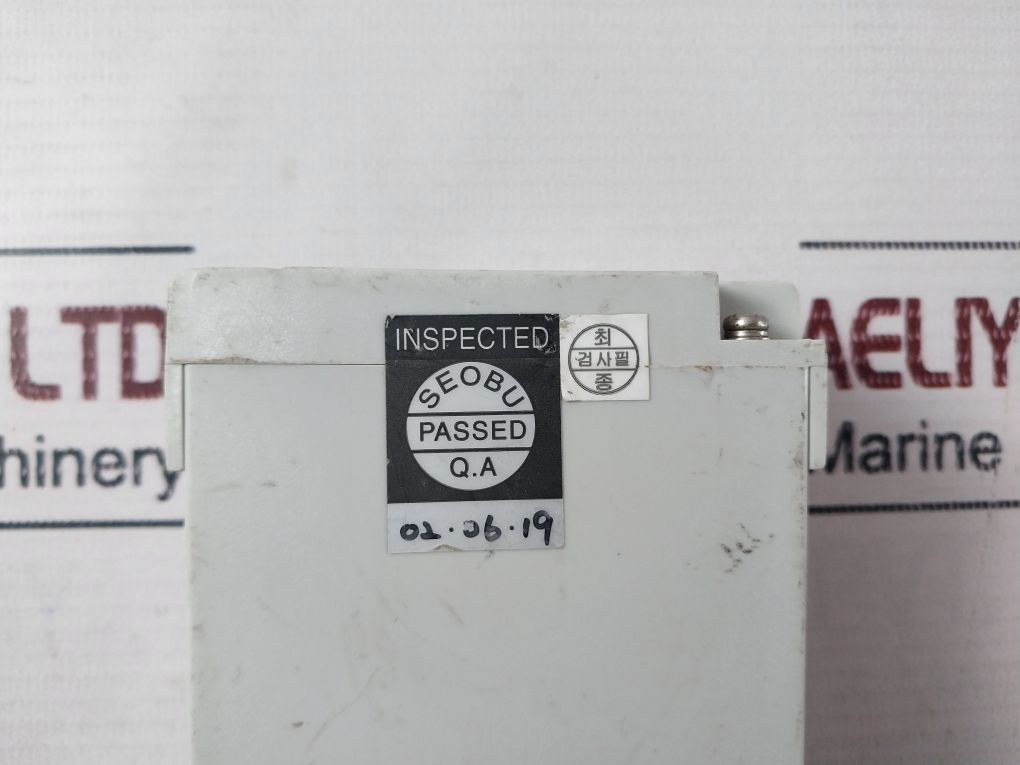 LTD
AELIY
hinery
Marine
INSPECTED
SEOBU
PASSED
Q.A
02.06.19
최
검사필
종